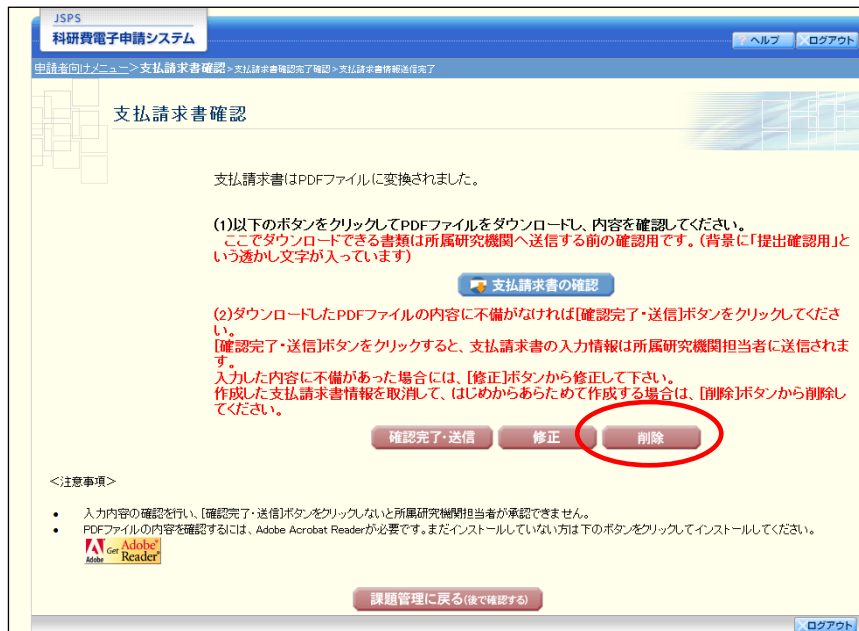 JSPS
科研費電子申請システム
ヘルプ
ログアウト
申請者向けメニュー>支払請求書確認>支払請求書確認完了確認>支払請求書情報送信完了
支払請求書確認
支払請求書はPDFファイルに変換されました。
(1)以下のボタンをクリックしてPDFファイルをダウンロードし、内容を確認してください。
ここでダウンロードできる書類は所属研究機関へ送信する前の確認用です。(背景に「提出確認用」と
いう透かし文字が入っています)
支払請求書の確認
(2)ダウンロードしたPDFファイルの内容に不備がなければ[確認完了・送信]ボタンをクリックしてくださ
い。
[確認完了・送信]ボタンをクリックすると、支払請求書の入力情報は所属研究機関担当者に送信されま
す。
入力した内容に不備があった場合には、[修正]ボタンから修正して下さい。
作成した支払請求書情報を取消して、はじめからあらためて作成する場合は、[削除]ボタンから削除し
てください。
確認完了・送信
修正
削除
<注意事項>
• 入力内容の確認を行い、[確認完了・送信]ボタンをクリックしないと所属研究機関担当者が承認できません。
• PDFファイルの内容を確認するには、Adobe Acrobat Readerが必要です。まだインストールしていない方は下のボタンをクリックしてインストールしてください。
Adobe Get Adobe® Reader®
課題管理に戻る(後で確認する)
ログアウト